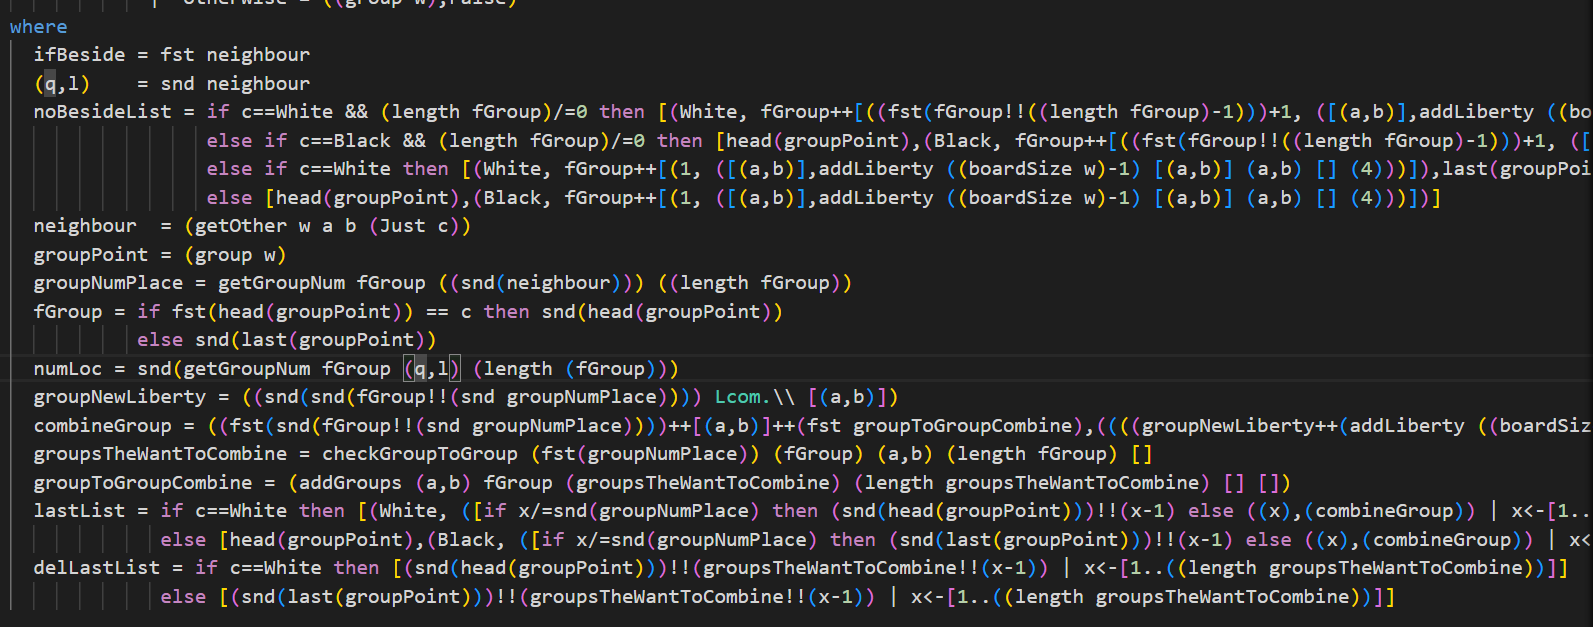 | otherwise = ((group w),False)
where
ifBeside = fst neighbour
(q,l)    = snd neighbour
noBesideList = if c==White && (length fGroup)/=0 then [(White, fGroup++[((fst(fGroup!!((length fGroup)-1)))+1, ([(a,b)],addLiberty ((bo
else if c==Black && (length fGroup)/=0 then [head(groupPoint),(Black, fGroup++[((fst(fGroup!!((length fGroup)-1)))+1, ([
else if c==White then [(White, fGroup++[(1, ([(a,b)],addLiberty ((boardSize w)-1) [(a,b)] (a,b) [] (4)))]),last(groupPoi
else [head(groupPoint),(Black, fGroup++[(1, ([(a,b)],addLiberty ((boardSize w)-1) [(a,b)] (a,b) [] (4)))])]
neighbour  = (getOther w a b (Just c))
groupPoint = (group w)
groupNumPlace = getGroupNum fGroup ((snd(neighbour))) ((length fGroup))
fGroup = if fst(head(groupPoint)) == c then snd(head(groupPoint))
else snd(last(groupPoint))
numLoc = snd(getGroupNum fGroup (q,l) (length (fGroup)))
groupNewLiberty = ((snd(snd(fGroup!!(snd groupNumPlace)))) Lcom.\\ [(a,b)])
combineGroup = ((fst(snd(fGroup!!(snd groupNumPlace))))++[(a,b)]++(fst groupToGroupCombine),((((groupNewLiberty++(addLiberty ((boardSiz
groupsTheWantToCombine = checkGroupToGroup (fst(groupNumPlace)) (fGroup) (a,b) (length fGroup) []
groupToGroupCombine = (addGroups (a,b) fGroup (groupsTheWantToCombine) (length groupsTheWantToCombine) [] [])
lastList = if c==White then [(White, ([if x/=snd(groupNumPlace) then (snd(head(groupPoint)))!!(x-1) else ((x),(combineGroup)) | x<-[1..
else [head(groupPoint),(Black, ([if x/=snd(groupNumPlace) then (snd(last(groupPoint)))!!(x-1) else ((x),(combineGroup)) | x<
delLastList = if c==White then [(snd(head(groupPoint)))!!(groupsTheWantToCombine!!(x-1)) | x<-[1..((length groupsTheWantToCombine))]]
else [(snd(last(groupPoint)))!!(groupsTheWantToCombine!!(x-1)) | x<-[1..((length groupsTheWantToCombine))]]